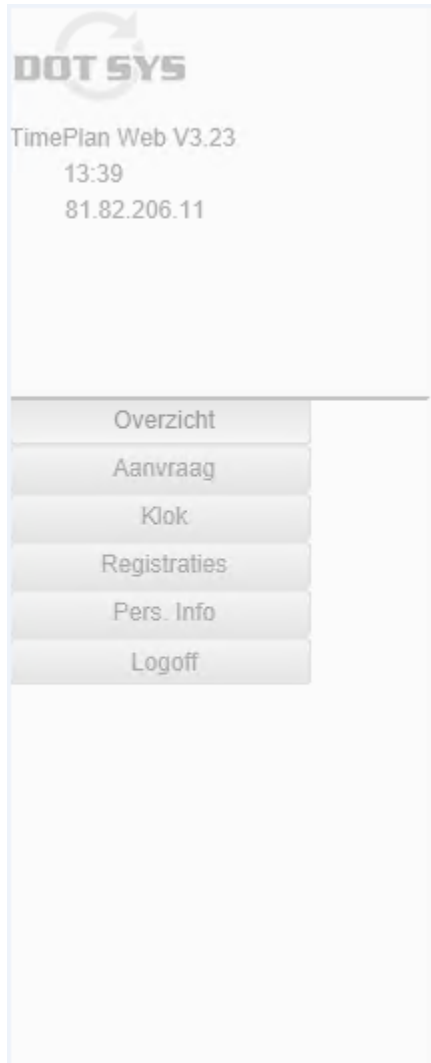 DOT SYS
TimePlan Web V3.23
13:39
81.82.206.11
Overzicht
Aanvraag
Klok
Registraties
Pers. Info
Logoff